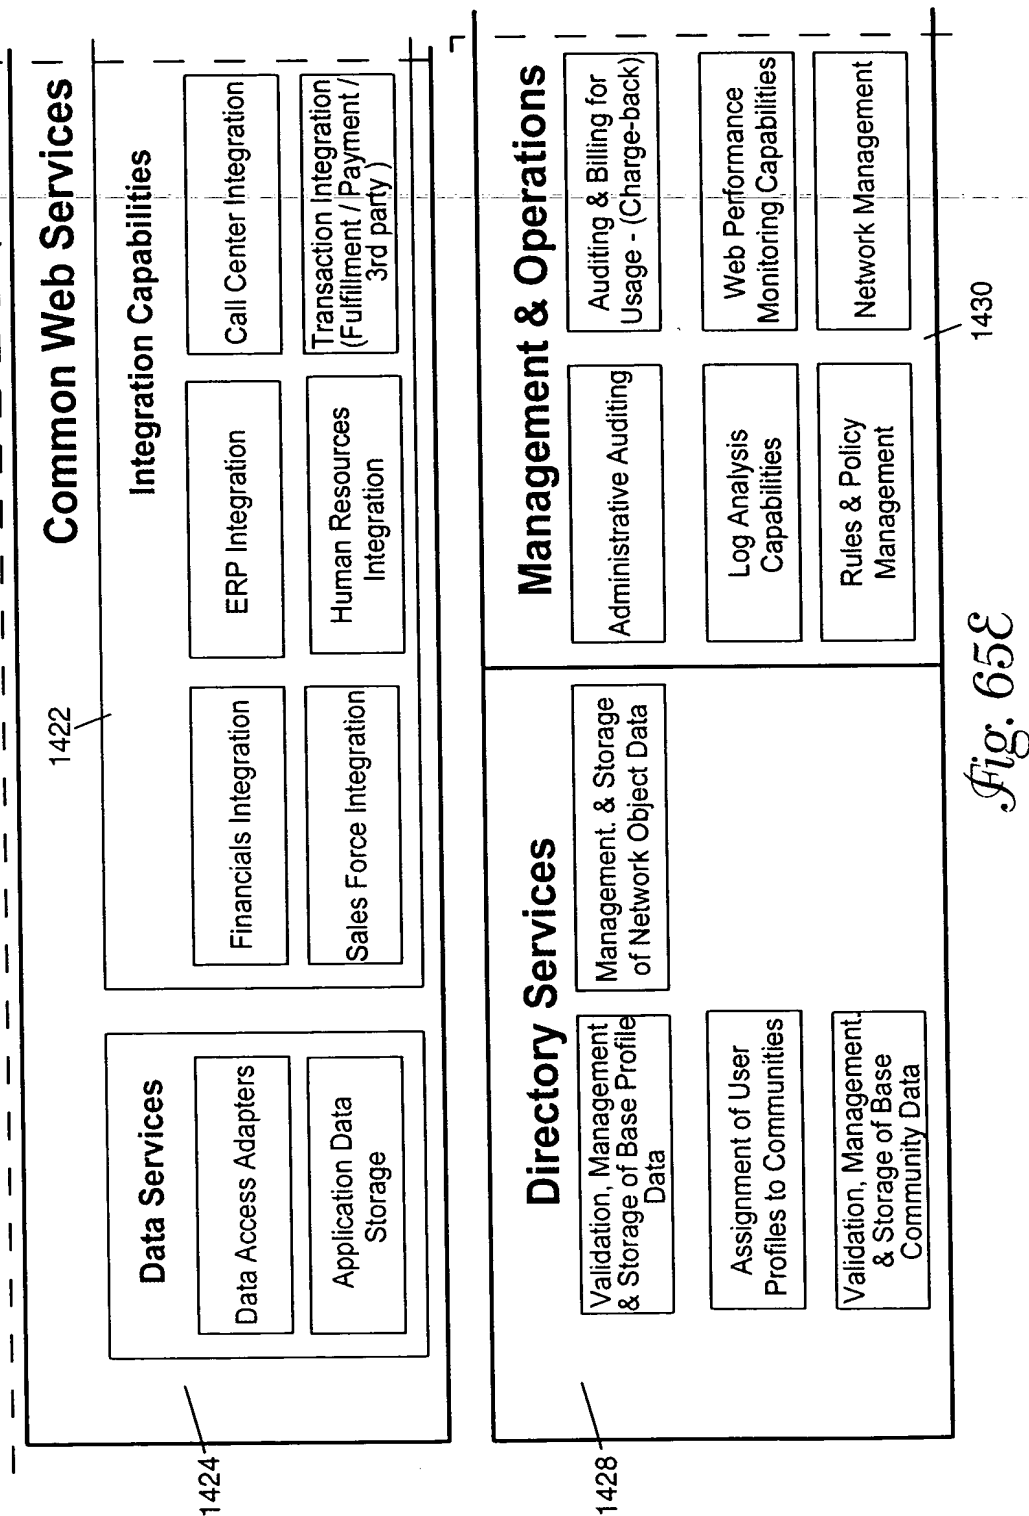 Common Web Services
1422
Data Services
Data Access Adapters
Application Data
Storage
1424
Integration Capabilities
Financials Integration
ERP Integration
Call Center Integration
Sales Force Integration
Human Resources
Integration
Transaction Integration
(Fulfillment / Payment /
3rd party )
Directory Services
Validation, Management
& Storage of Base Profile
Data
Management. & Storage
of Network Object Data
Assignment of User
Profiles to Communities
Validation, Management.
& Storage of Base
Community Data
1428
Management & Operations
Administrative Auditing
Auditing & Billing for
Usage - (Charge-back)
Log Analysis
Capabilities
Web Performance
Monitoring Capabilities
Rules & Policy
Management
Network Management
1430
Fig. 65E